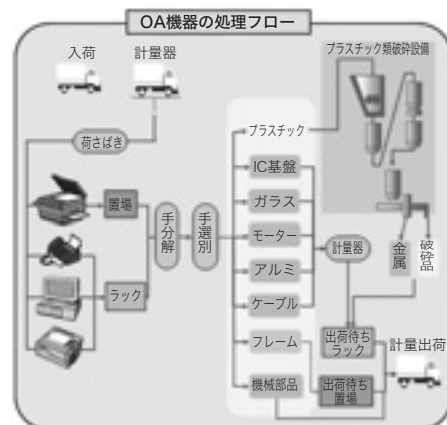 OA機器の処理フロー
入荷
計量器
プラスチック類破砕設備
荷さばき
置場
ラック
手分解
手選別
プラスチック
IC基盤
ガラス
モーター
アルミ
ケーブル
フレーム
機械部品
計量器
金属
破砕品
出荷待ち
ラック
出荷待ち
置場
計量出荷